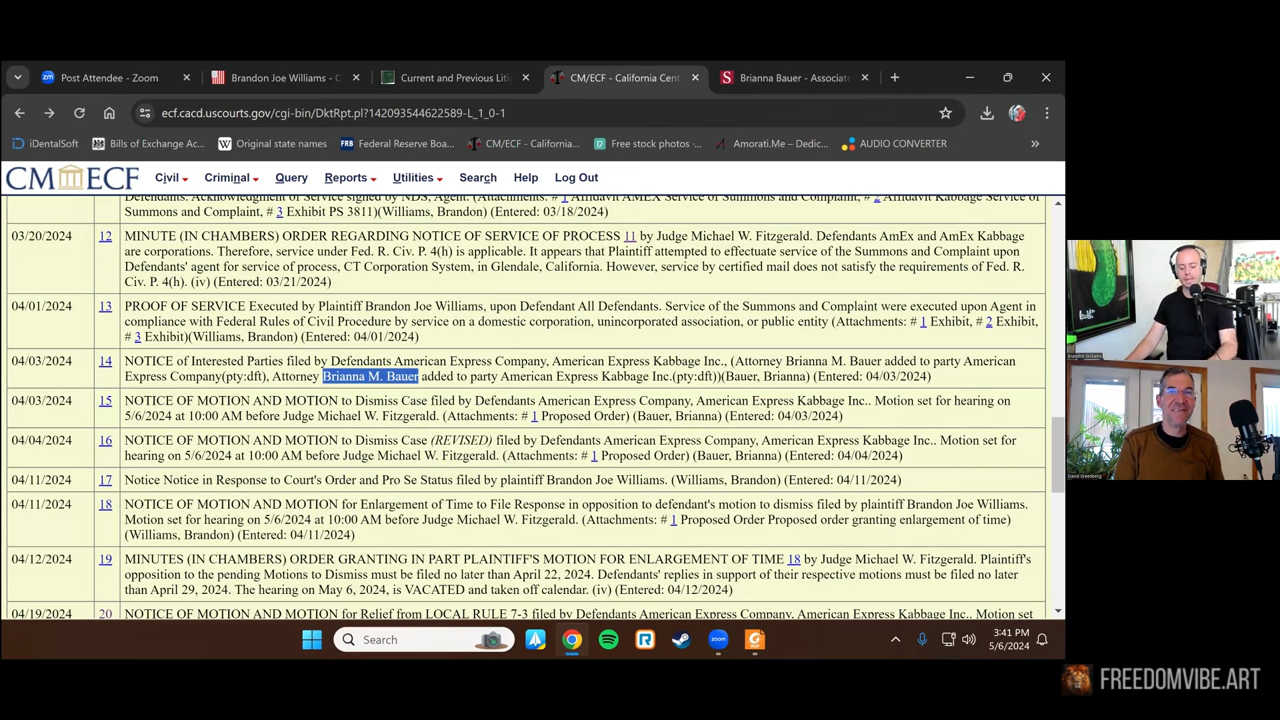 Post Attendee - Zoom
Brandon Joe Williams - C
Current and Previous Liti
CM/ECF - California Cent
Brianna Bauer - Associat
ecf.cacd.uscourts.gov/cgi-bin/DktRpt.pl?142093544622589-L_1_0-1
iDentalSoft
Bills of Exchange Ac...
Original state names
Federal Reserve Boa...
CM/ECF - California...
Free stock photos -...
Amorati.Me – Dedic...
AUDIO CONVERTER
CM ECF
Civil
Criminal
Query
Reports
Utilities
Search
Help
Log Out
Defendants. Acknowledgment of Service signed by NDS, Agent. (Attachments: # 1 Affidavit AMEX Service of Summons and Complaint, # 2 Affidavit Kabbage Service of
Summons and Complaint, # 3 Exhibit PS 3811)(Williams, Brandon) (Entered: 03/18/2024)
03/20/2024 12 MINUTE (IN CHAMBERS) ORDER REGARDING NOTICE OF SERVICE OF PROCESS 11 by Judge Michael W. Fitzgerald. Defendants AmEx and AmEx Kabbage
are corporations. Therefore, service under Fed. R. Civ. P. 4(h) is applicable. It appears that Plaintiff attempted to effectuate service of the Summons and Complaint upon
Defendants' agent for service of process, CT Corporation System, in Glendale, California. However, service by certified mail does not satisfy the requirements of Fed. R.
Civ. P. 4(h). (iv) (Entered: 03/21/2024)
04/01/2024 13 PROOF OF SERVICE Executed by Plaintiff Brandon Joe Williams, upon Defendant All Defendants. Service of the Summons and Complaint were executed upon Agent in
compliance with Federal Rules of Civil Procedure by service on a domestic corporation, unincorporated association, or public entity (Attachments: # 1 Exhibit, # 2 Exhibit,
# 3 Exhibit)(Williams, Brandon) (Entered: 04/01/2024)
04/03/2024 14 NOTICE of Interested Parties filed by Defendants American Express Company, American Express Kabbage Inc., (Attorney Brianna M. Bauer added to party American
Express Company(pty:dft), Attorney Brianna M. Bauer added to party American Express Kabbage Inc.(pty:dft))(Bauer, Brianna) (Entered: 04/03/2024)
04/03/2024 15 NOTICE OF MOTION AND MOTION to Dismiss Case filed by Defendants American Express Company, American Express Kabbage Inc.. Motion set for hearing on
5/6/2024 at 10:00 AM before Judge Michael W. Fitzgerald. (Attachments: # 1 Proposed Order) (Bauer, Brianna) (Entered: 04/03/2024)
04/04/2024 16 NOTICE OF MOTION AND MOTION to Dismiss Case (REVISED) filed by Defendants American Express Company, American Express Kabbage Inc.. Motion set for
hearing on 5/6/2024 at 10:00 AM before Judge Michael W. Fitzgerald. (Attachments: # 1 Proposed Order) (Bauer, Brianna) (Entered: 04/04/2024)
04/11/2024 17 Notice Notice in Response to Court's Order and Pro Se Status filed by plaintiff Brandon Joe Williams. (Williams, Brandon) (Entered: 04/11/2024)
04/11/2024 18 NOTICE OF MOTION AND MOTION for Enlargement of Time to File Response in opposition to defendant's motion to dismiss filed by plaintiff Brandon Joe Williams.
Motion set for hearing on 5/6/2024 at 10:00 AM before Judge Michael W. Fitzgerald. (Attachments: # 1 Proposed Order Proposed order granting enlargement of time)
(Williams, Brandon) (Entered: 04/11/2024)
04/12/2024 19 MINUTES (IN CHAMBERS) ORDER GRANTING IN PART PLAINTIFF'S MOTION FOR ENLARGEMENT OF TIME 18 by Judge Michael W. Fitzgerald. Plaintiff's
opposition to the pending Motions to Dismiss must be filed no later than April 22, 2024. Defendants' replies in support of their respective motions must be filed no later
than April 29, 2024. The hearing on May 6, 2024, is VACATED and taken off calendar. (iv) (Entered: 04/12/2024)
04/19/2024 20 NOTICE OF MOTION AND MOTION for Relief from LOCAL RULE 7-3 filed by Defendants American Express Company, American Express Kabbage Inc.. Motion set
Search
3:41 PM
5/6/2024
Brandon Williams
David Greenberg
FREEDOMVIBE.ART